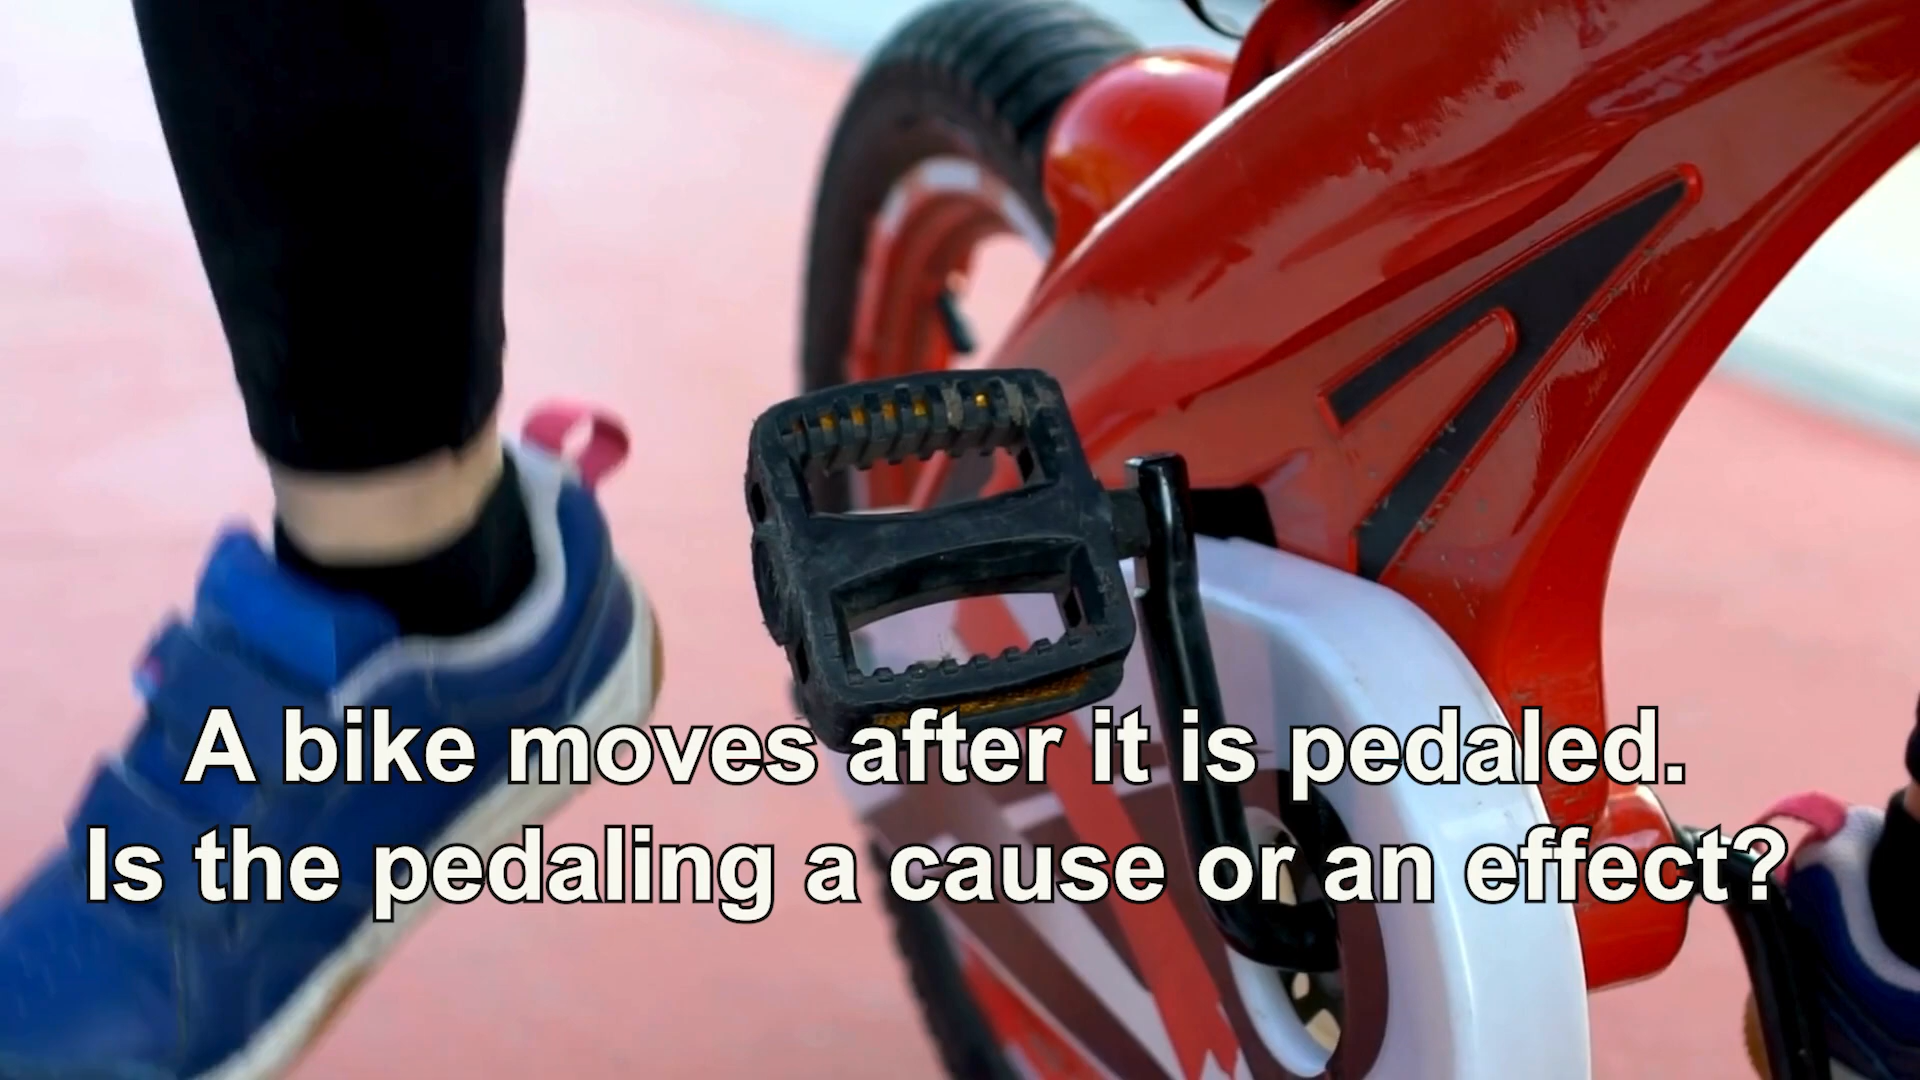 A bike moves after it is pedaled.
Is the pedaling a cause or an effect?